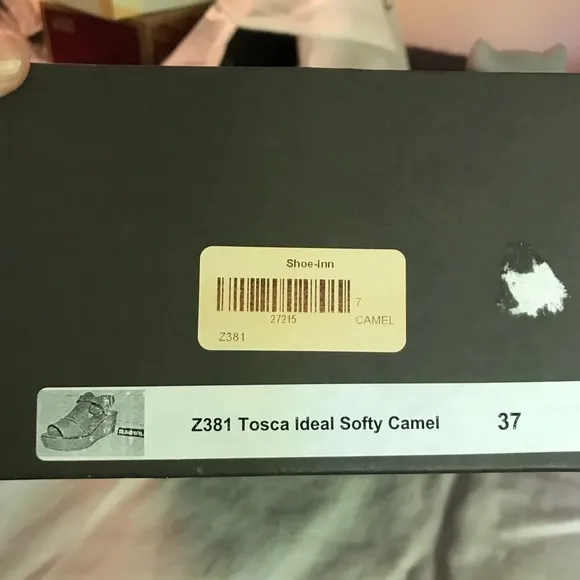 Shoe-Inn
7
27215
CAMEL
Z381
Z381 Tosca Ideal Softy Camel 37